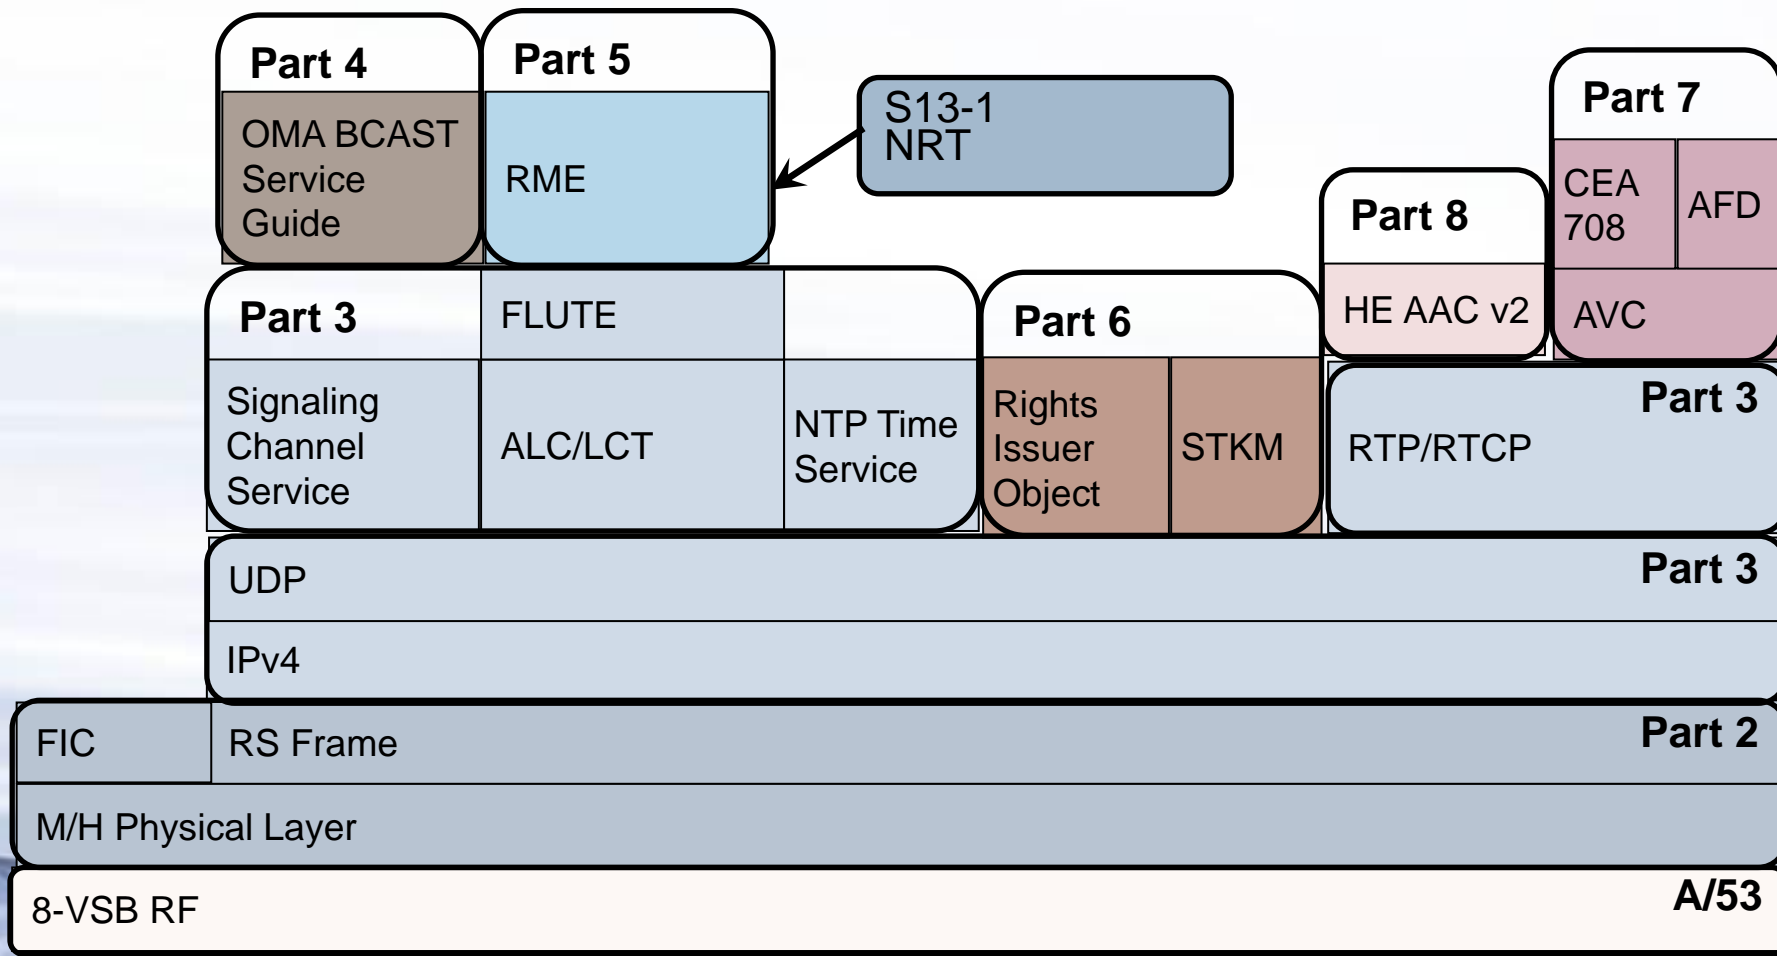 Part 4
OMA BCAST
Service
Guide
Part 5
RME
S13-1
NRT
Part 7
CEA
708
AFD
AVC
Part 8
HE AAC v2
Part 3
FLUTE
Signaling
Channel
Service
ALC/LCT
NTP Time
Service
Part 6
Rights
Issuer
Object
STKM
Part 3
RTP/RTCP
UDP
Part 3
IPv4
FIC
RS Frame
Part 2
M/H Physical Layer
8-VSB RF
A/53